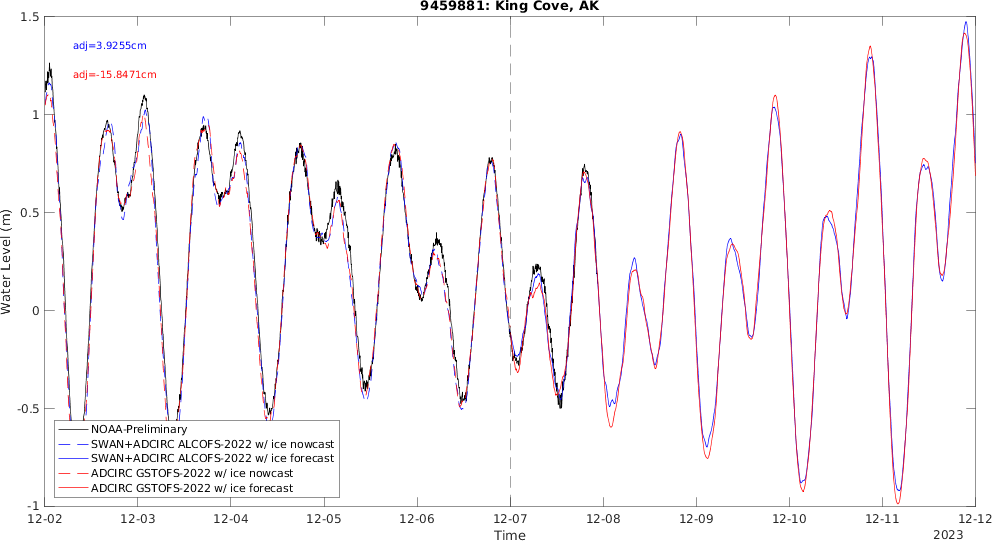 9459881: King Cove, AK
adj=3.9255cm
adj=-15.8471cm
Water Level (m)
1.5
1
0.5
0
-0.5
-1
NOAA-Preliminary
SWAN+ADCIRC ALCOFS-2022 w/ ice nowcast
SWAN+ADCIRC ALCOFS-2022 w/ ice forecast
ADCIRC GSTOFS-2022 w/ ice nowcast
ADCIRC GSTOFS-2022 w/ ice forecast
12-02 12-03 12-04 12-05 12-06 12-07 12-08 12-09 12-10 12-11 12-12
Time
2023